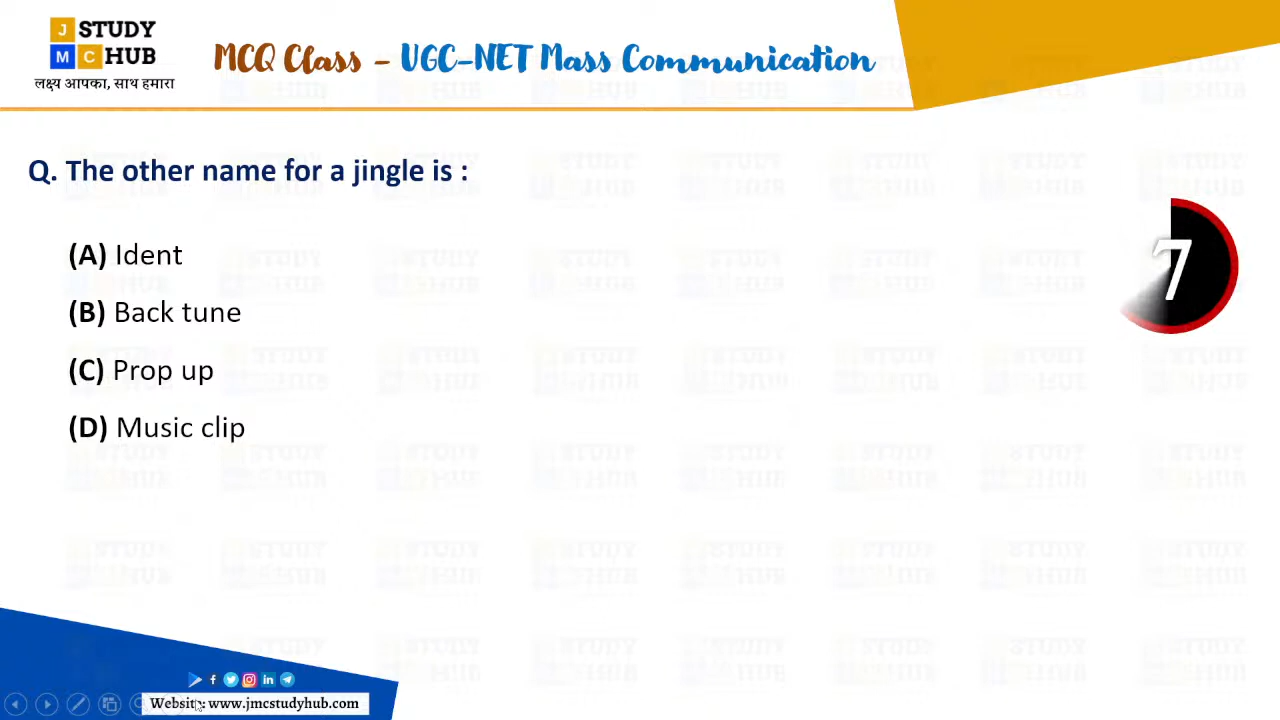 J STUDY
M C HUB
लक्ष्य आपका, साथ हमारा
MCQ Class - UGC-NET Mass Communication
Q. The other name for a jingle is :
(A) Ident
(B) Back tune
(C) Prop up
(D) Music clip
7
Website: www.jmcstudyhub.com